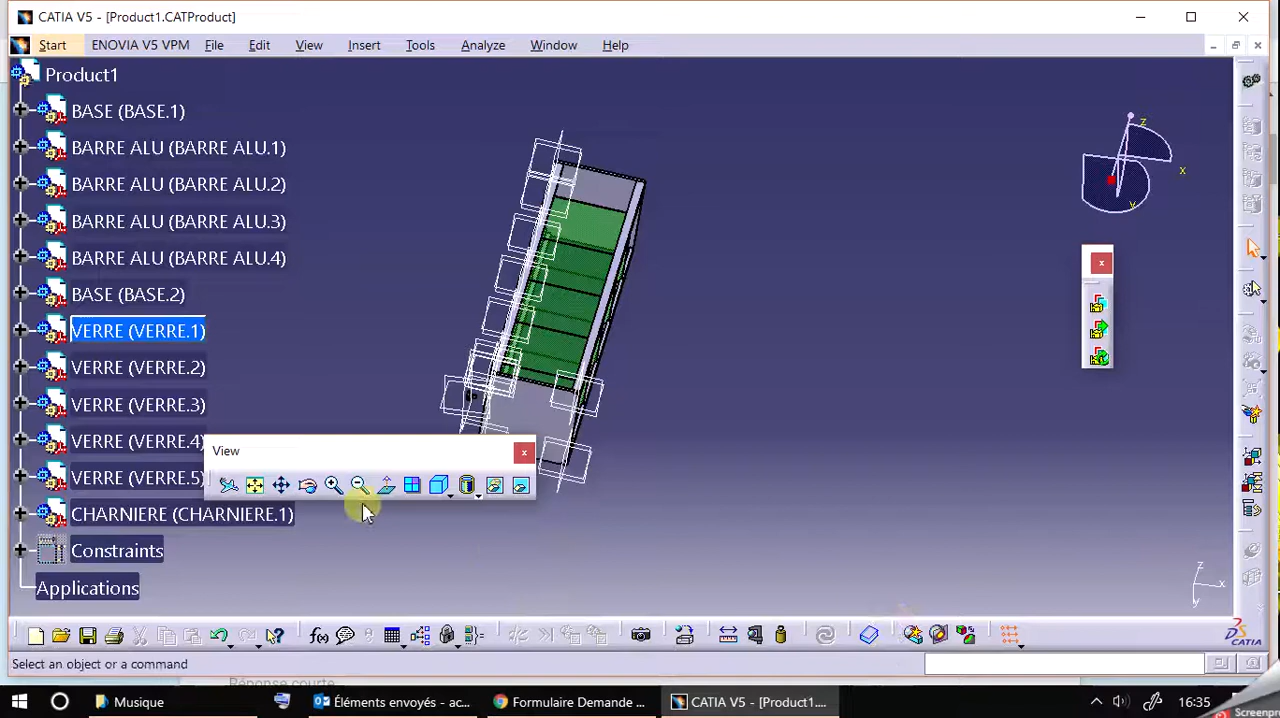 CATIA V5 - [Product1.CATProduct]
Start ENOVIA V5 VPM File Edit View Insert Tools Analyze Window Help
Product1
BASE (BASE.1)
BARRE ALU (BARRE ALU.1)
BARRE ALU (BARRE ALU.2)
BARRE ALU (BARRE ALU.3)
BARRE ALU (BARRE ALU.4)
BASE (BASE.2)
VERRE (VERRE.1)
VERRE (VERRE.2)
VERRE (VERRE.3)
VERRE (VERRE.4)
VERRE (VERRE.5)
CHARNIERE (CHARNIERE.1)
Constraints
Applications
View
z
x
y
z
x
y
f(x)
CATIA
Select an object or a command
Réponse courte
Musique
Éléments envoyés - ac...
Formulaire Demande ...
CATIA V5 - [Product1....
16:35